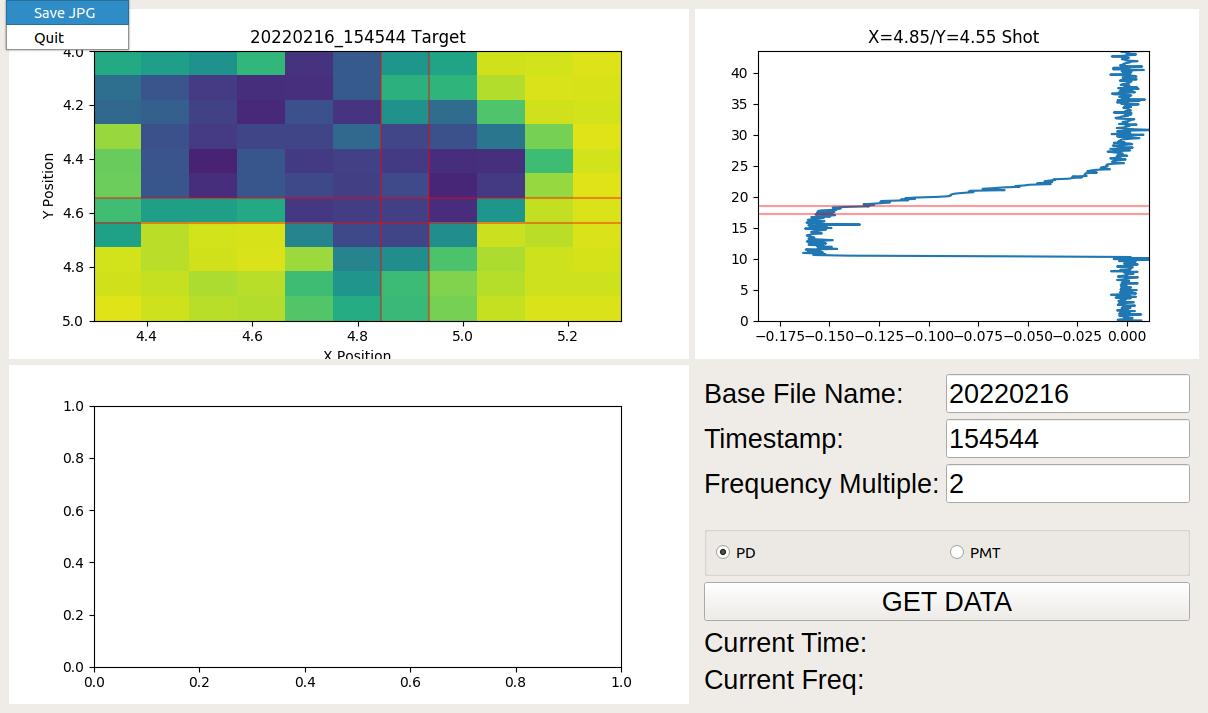 Save JPG
Quit
20220216_154544 Target
4.0
4.2
4.4
4.6
4.8
5.0
Y Position
4.4 4.6 4.8 5.0 5.2
X Position
X=4.85/Y=4.55 Shot
40
35
30
25
20
15
10
5
0
−0.175 −0.150 −0.125 −0.100 −0.075 −0.050 −0.025 0.000
1.0
0.8
0.6
0.4
0.2
0.0
0.0 0.2 0.4 0.6 0.8 1.0
Base File Name: 20220216
Timestamp: 154544
Frequency Multiple: 2
PD PMT
GET DATA
Current Time:
Current Freq: